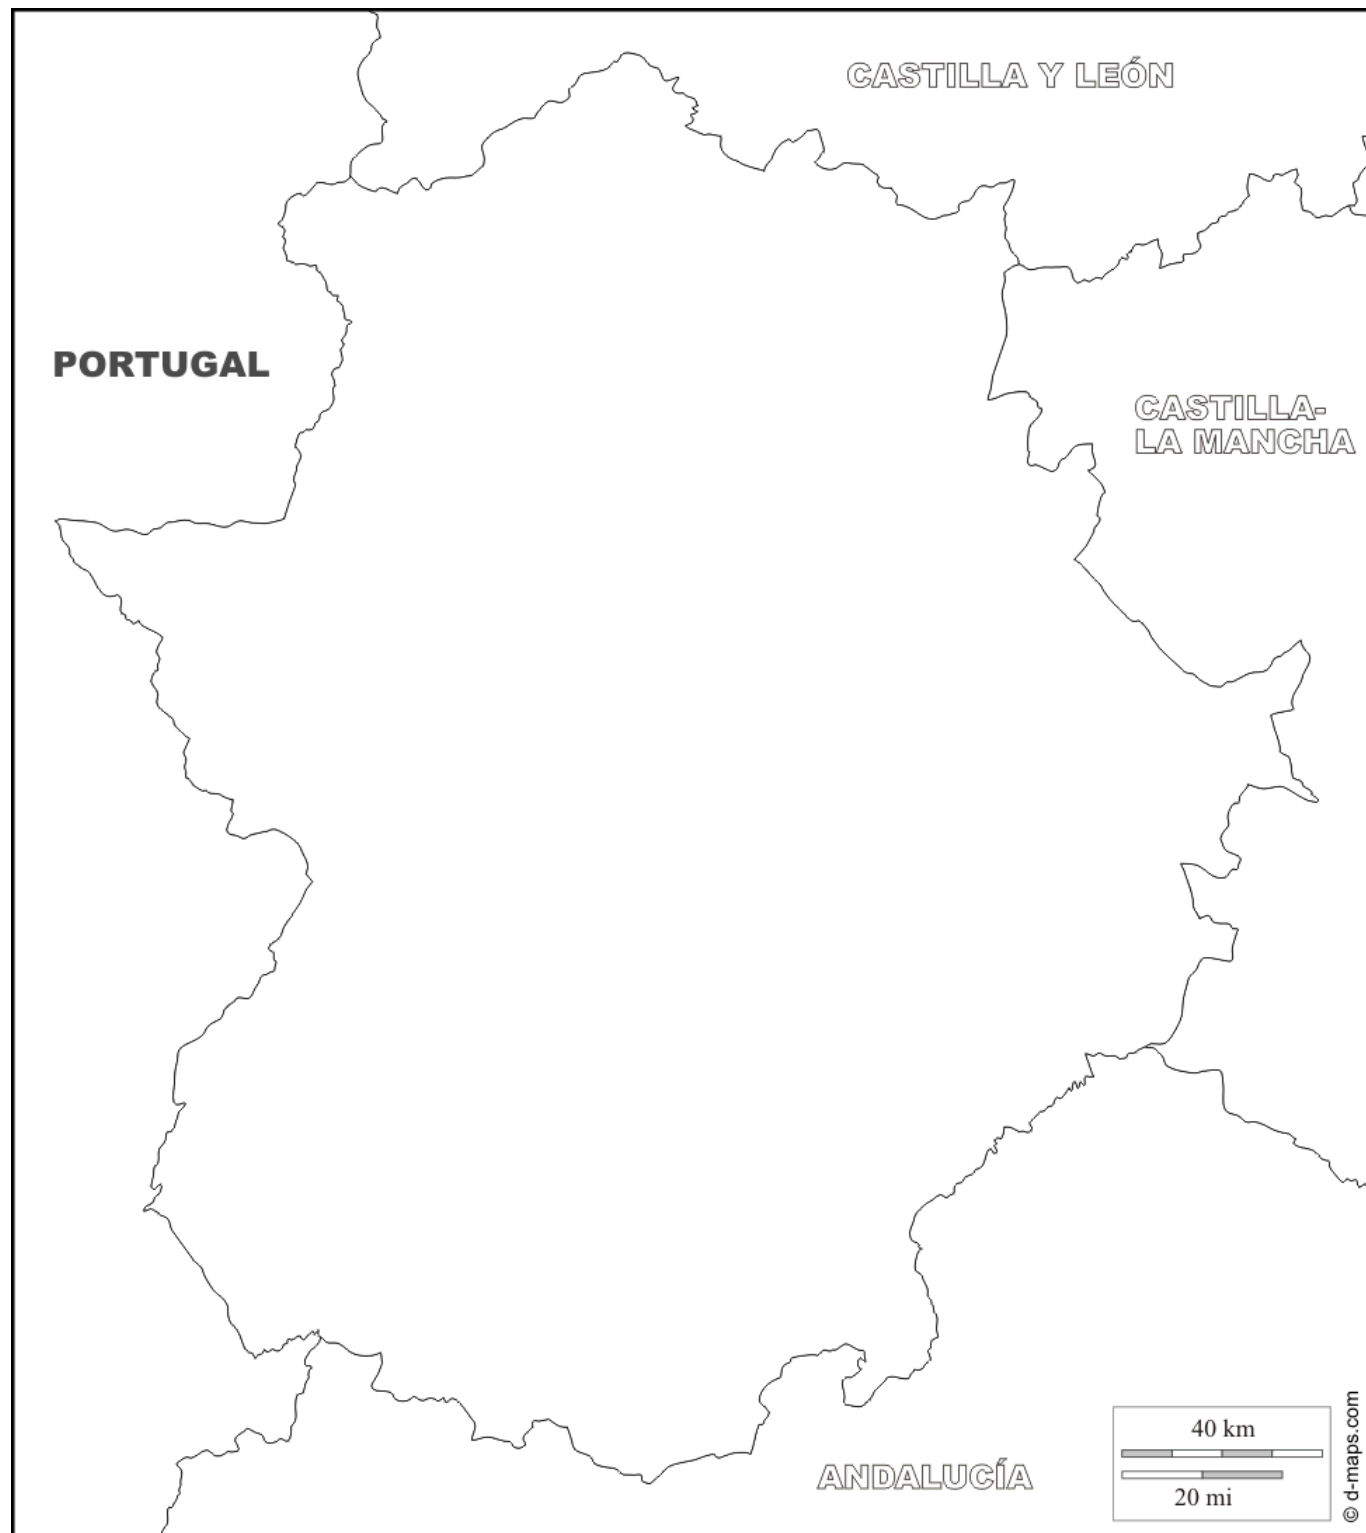 CASTILLA Y LEÓN
PORTUGAL
CASTILLA-
LA MANCHA
ANDALUCÍA
40 km
20 mi
© d-maps.com